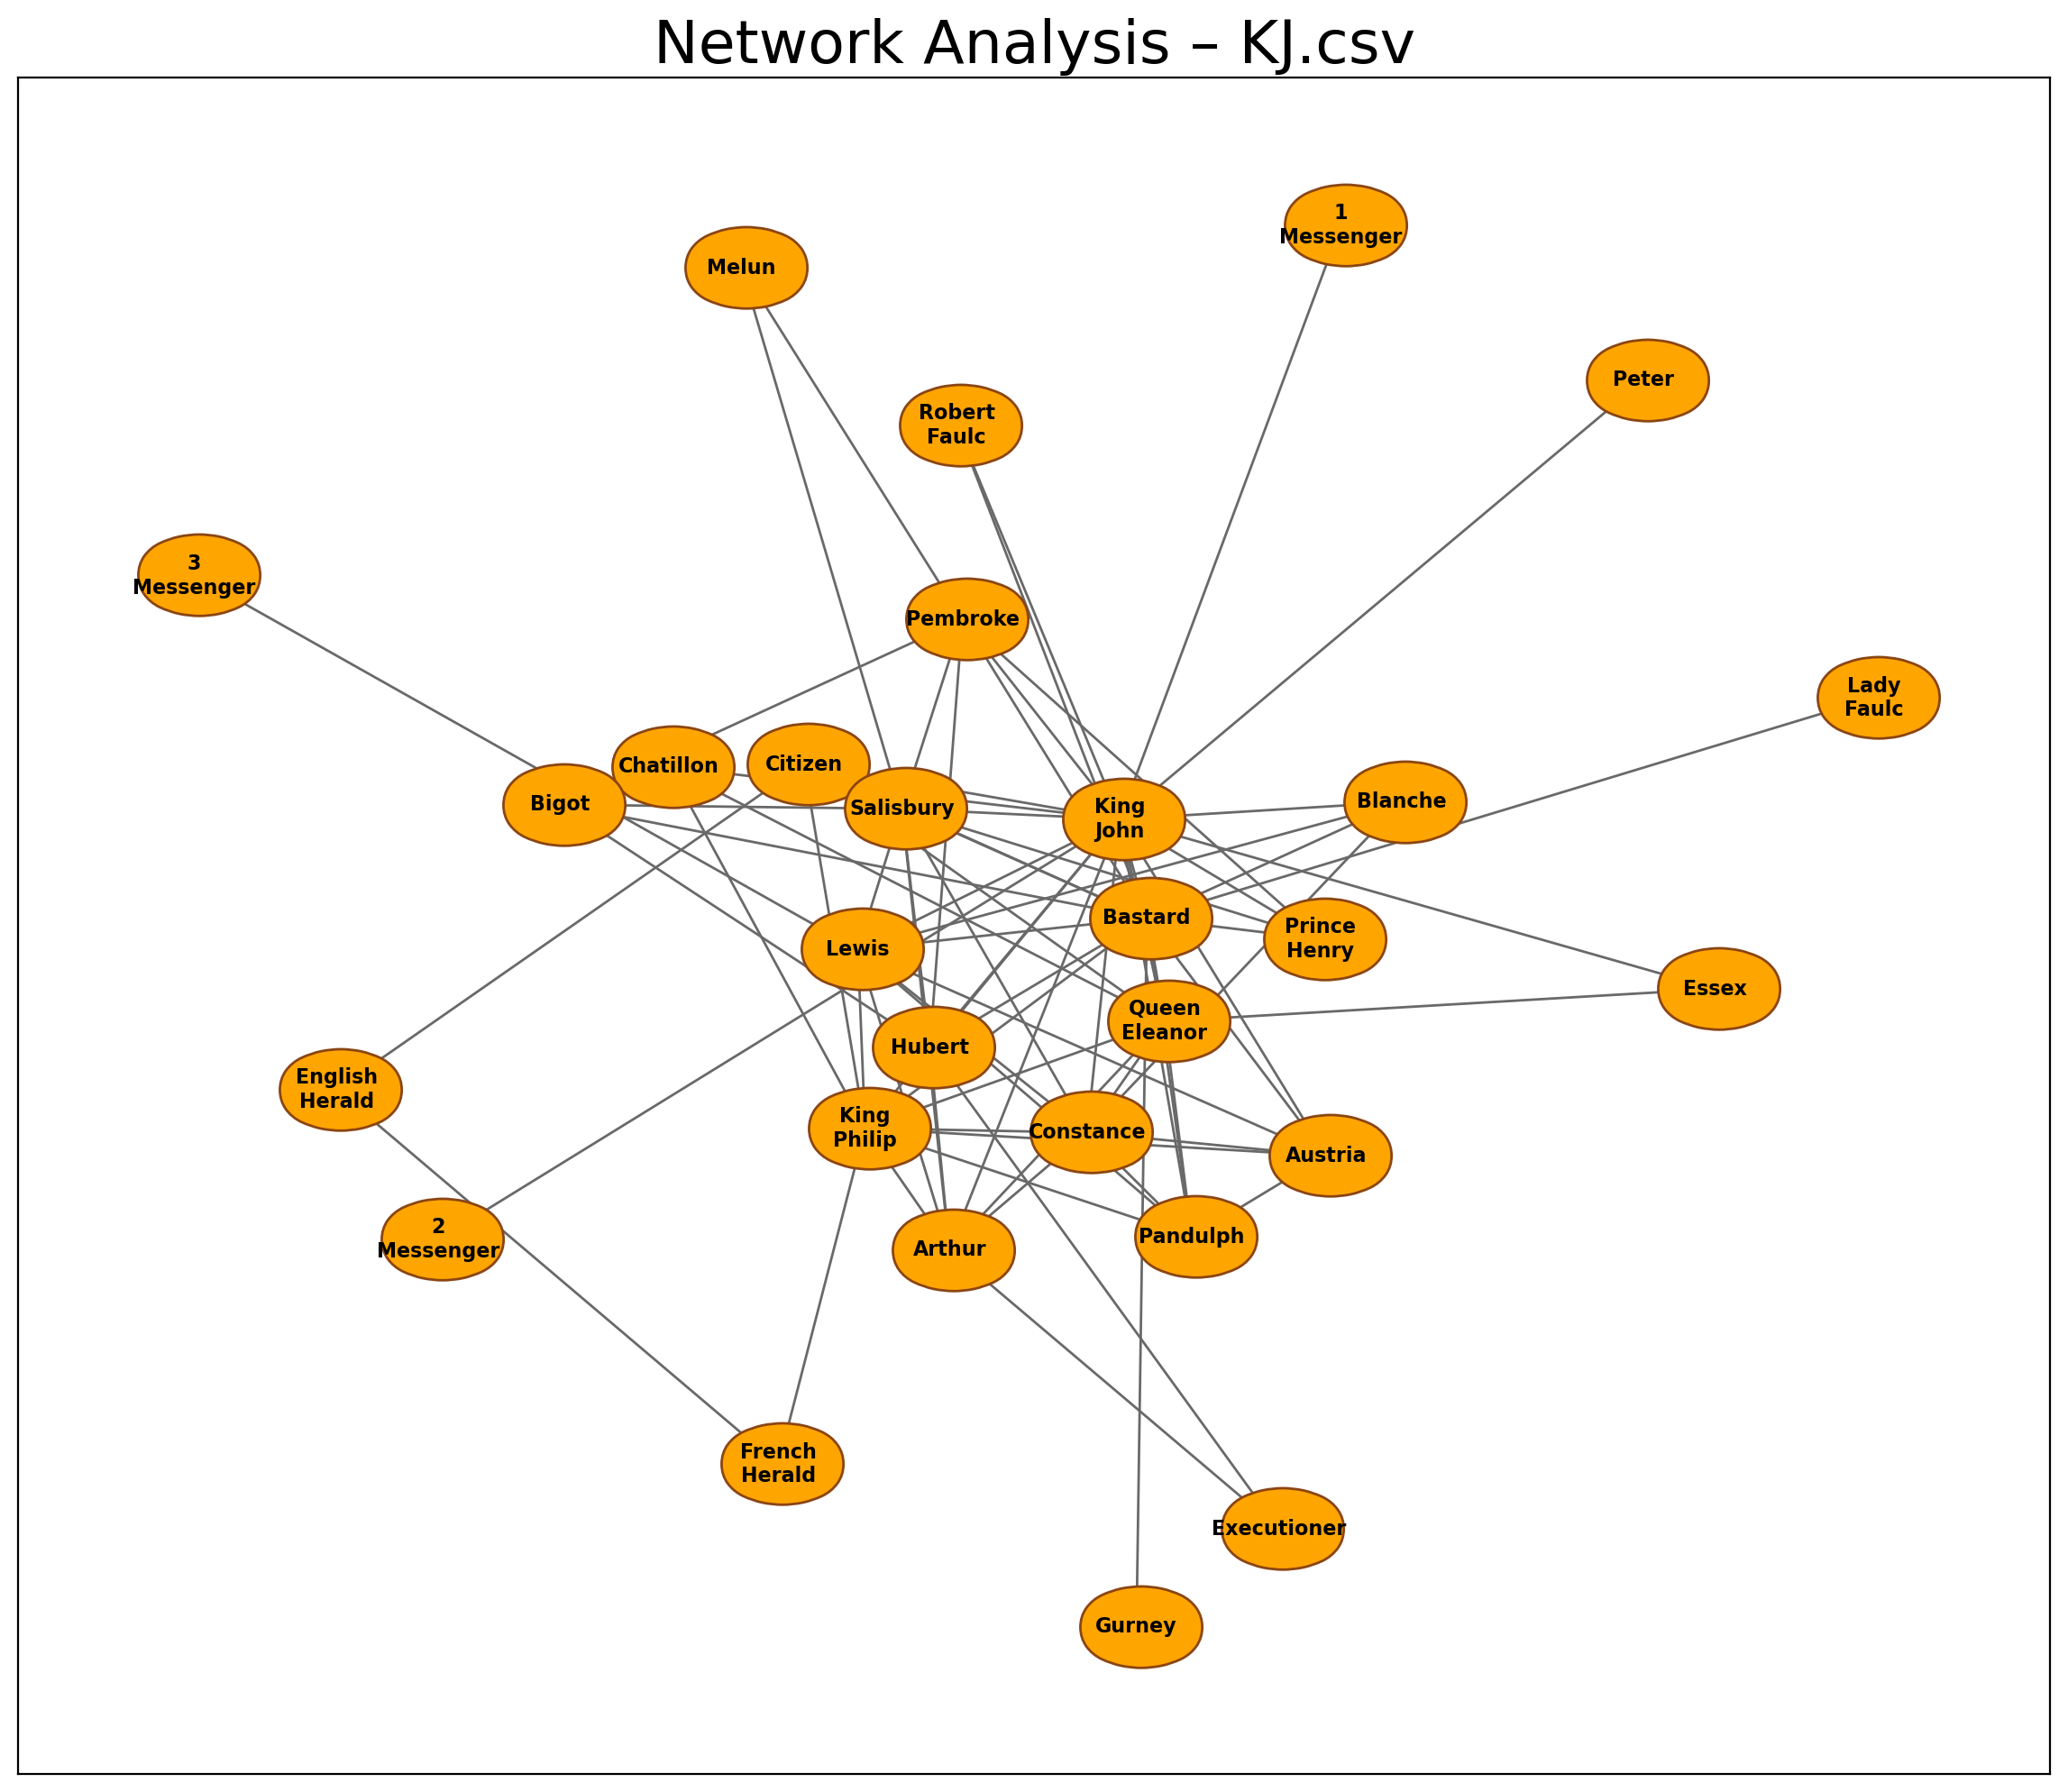 Network Analysis – KJ.csv
1
Messenger
Melun
Peter
Robert
Faulc
3
Messenger
Pembroke
Lady
Faulc
Chatillon
Citizen
Bigot
Salisbury
King
John
Blanche
Bastard
Lewis
Prince
Henry
Essex
Queen
Eleanor
Hubert
English
Herald
King
Philip
Constance
Austria
2
Messenger
Arthur
Pandulph
French
Herald
Executioner
Gurney